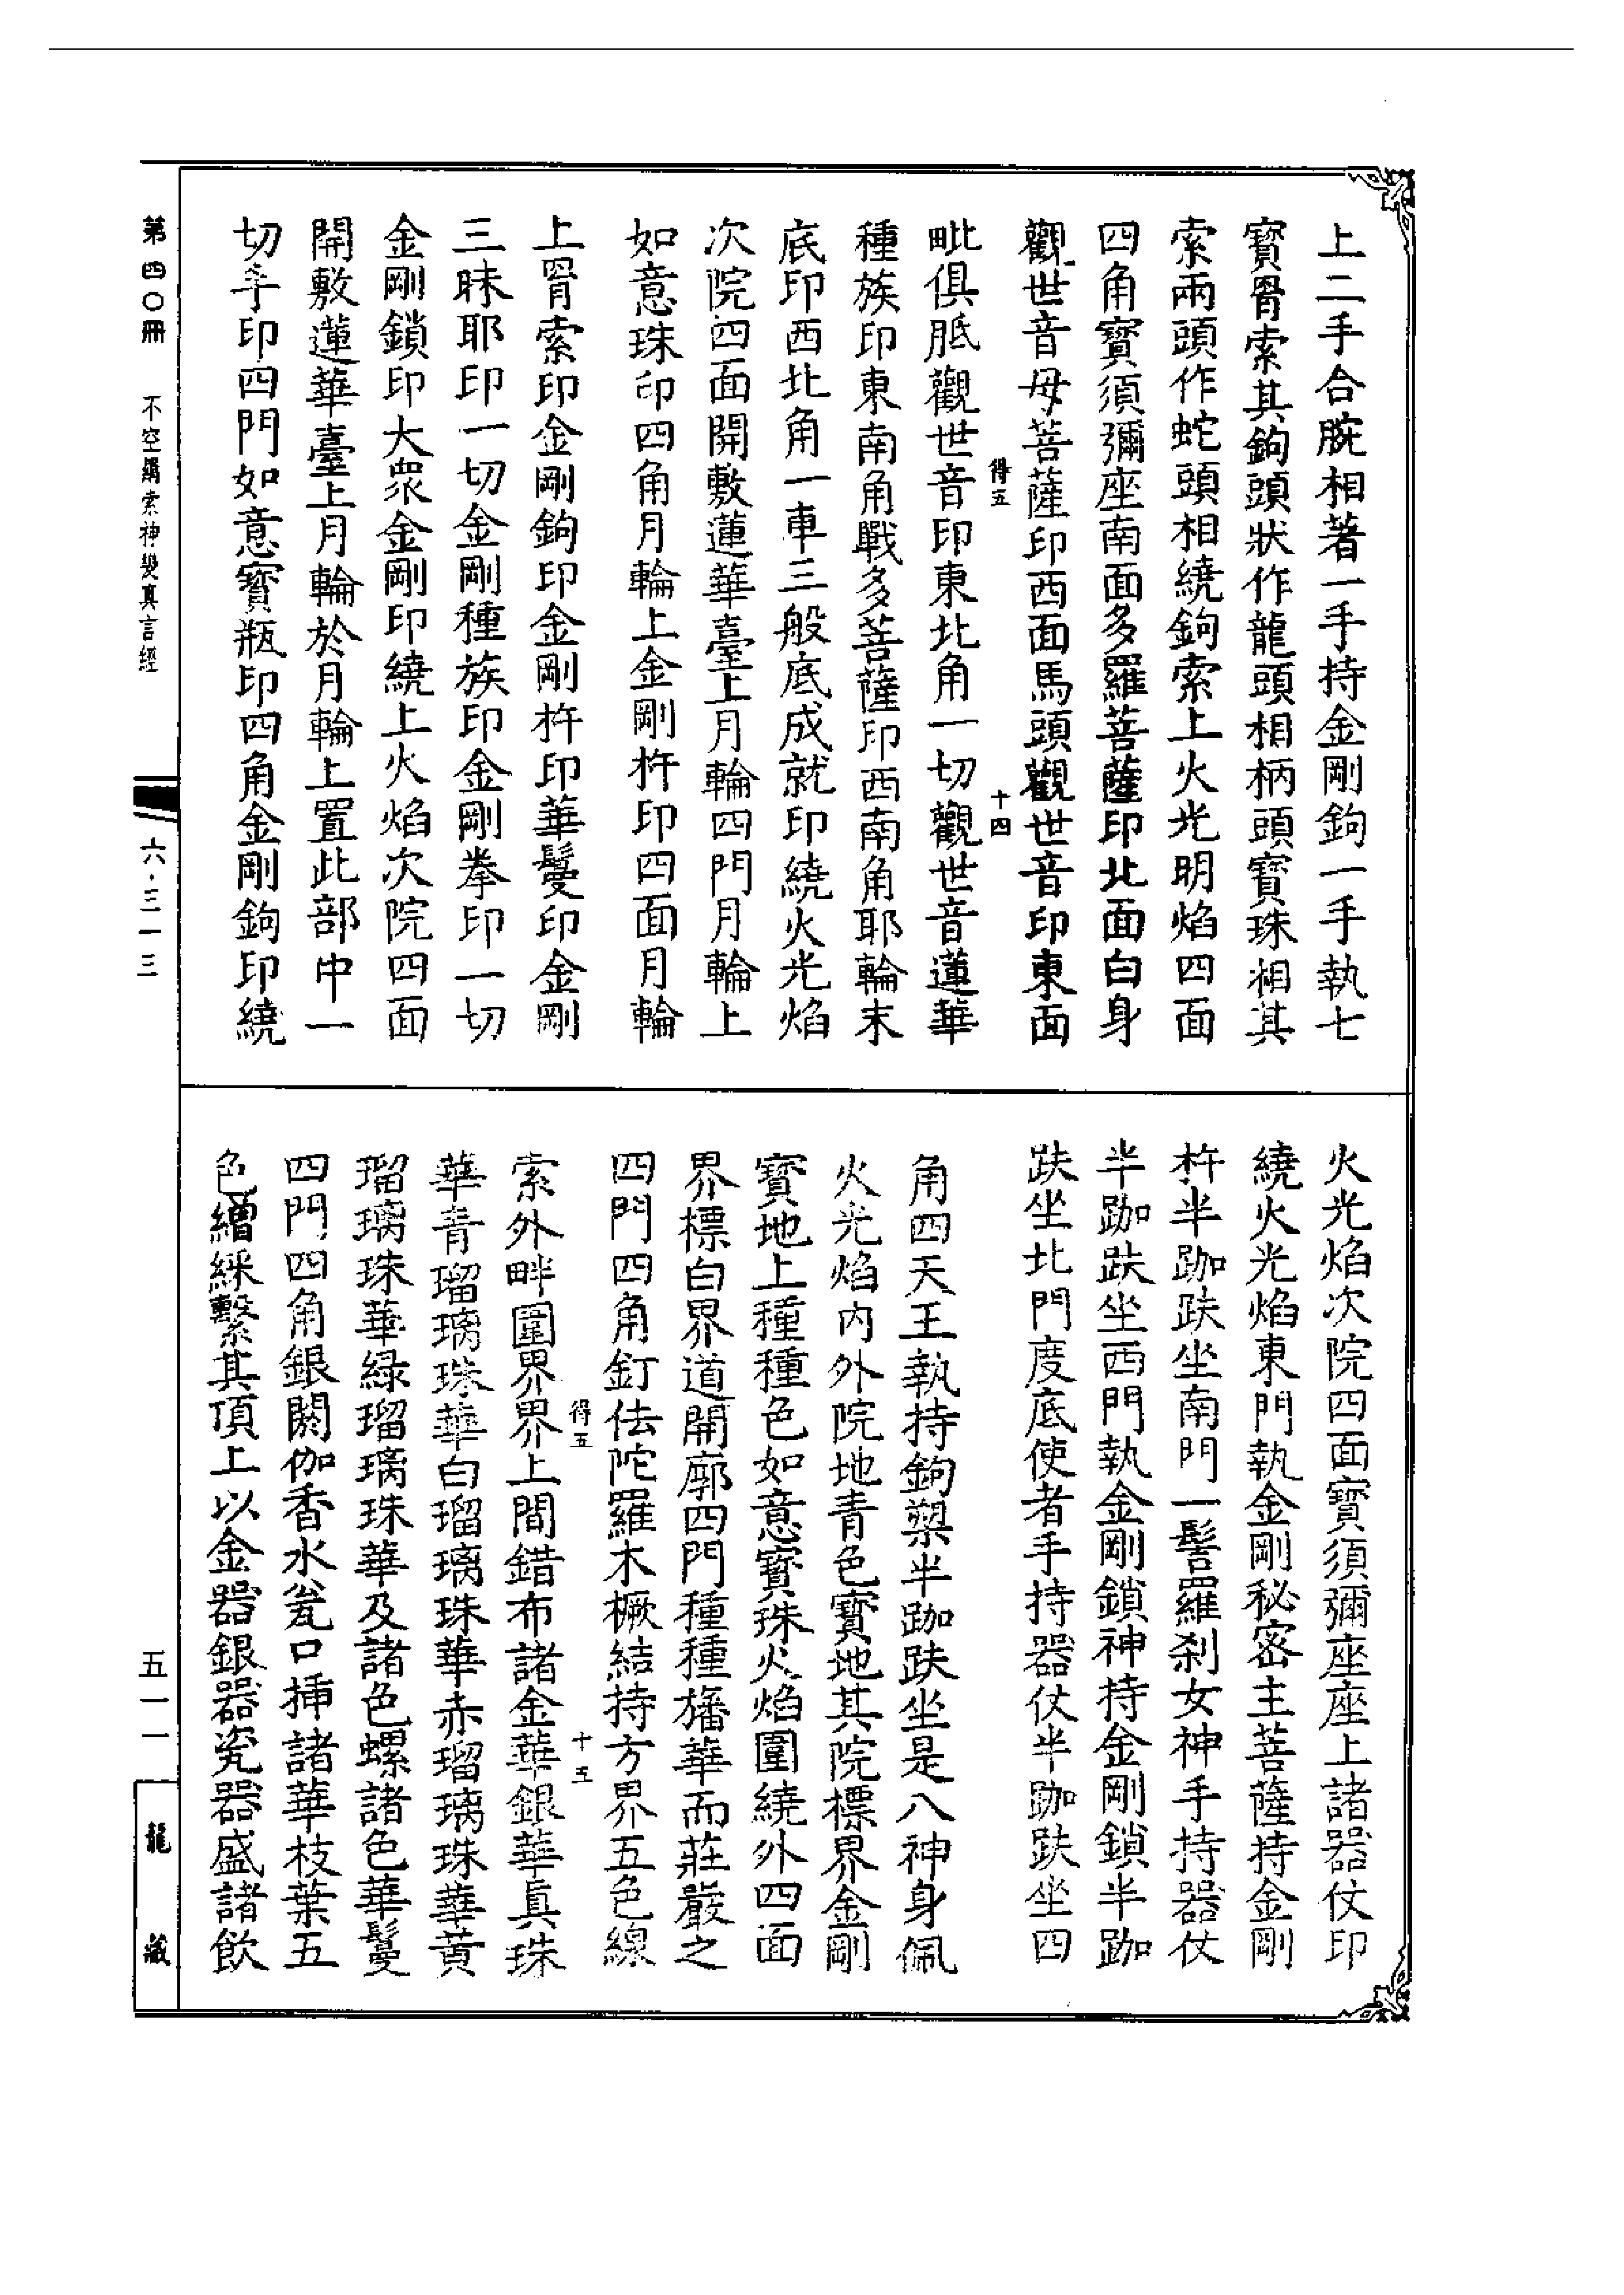 上二手合腕相著一手持金剛鉤一手執七
寶罥索其鉤頭狀作龍頭相柄頭寶珠相其
索兩頭作蛇頭相繞鉤索上火光明焰四面
四角寶須彌座南面多羅菩薩印北面白身
觀世音母菩薩印西面馬頭觀世音印東面
得五
十四
毗俱胝觀世音印東北角一切觀世音蓮華
種族印東南角戰多菩薩印西南角耶輪末
底印西北角一車三般底成就印繞火光焰
次院四面開敷蓮華臺上月輪四門月輪上
如意珠印四角月輪上金剛杵印四面月輪
上罥索印金剛鉤印金剛杵印華鬘印金剛
三昧耶印一切金剛種族印金剛拳印一切
金剛鎖印大眾金剛印繞上火焰次院四面
開敷蓮華臺上月輪於月輪上置此部中一
切手印四門如意寶瓶印四角金剛鉤印繞
火光焰次院四面寶須彌座座上諸器仗印
繞火光焰東門執金剛秘密主菩薩持金剛
杵半跏趺坐南門一髻羅剎女神手持器仗
半跏趺坐西門執金剛鎖神持金剛鎖半跏
趺坐北門度底使者手持器仗半跏趺坐四
角四天王執持鉤槊半跏趺坐是八神身佩
火光焰內外院地青色寶地其院標界金剛
寶地上種種色如意寶珠火焰圍繞外四面
界標白界道開廓四門種種旛華而莊嚴之
四門四角釘佉陀羅木橛結持方界五色線
得五
十五
索外畔圍界界上間錯布諸金華銀華真珠
華青瑠璃珠華白瑠璃珠華赤瑠璃珠華黃
瑠璃珠華綠瑠璃珠華及諸色螺諸色華鬘
四門四角銀閼伽香水瓮口插諸華枝葉五
色繒綵繫其頂上以金器銀器瓷器盛諸飲
第四〇冊
不空羂索神變真言經
六·三一三
五一一
龍藏